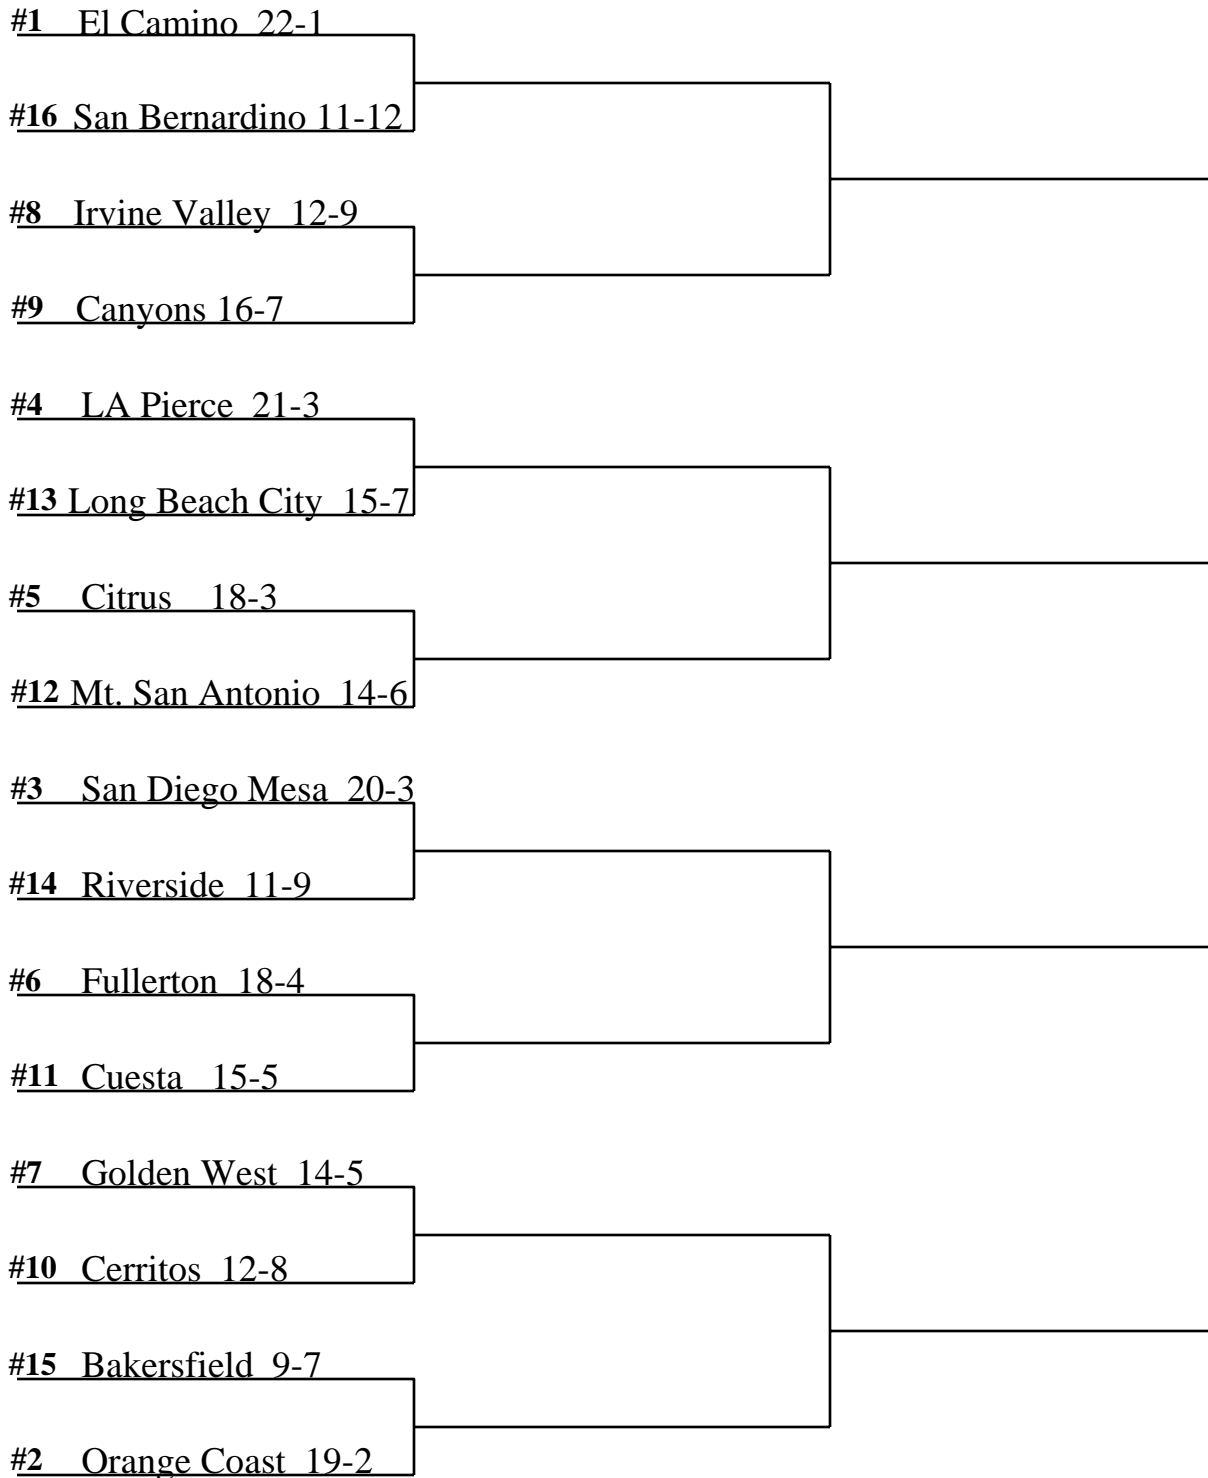 #1 El Camino 22-1
#16 San Bernardino 11-12
#8 Irvine Valley 12-9
#9 Canyons 16-7
#4 LA Pierce 21-3
#13 Long Beach City 15-7
#5 Citrus 18-3
#12 Mt. San Antonio 14-6
#3 San Diego Mesa 20-3
#14 Riverside 11-9
#6 Fullerton 18-4
#11 Cuesta 15-5
#7 Golden West 14-5
#10 Cerritos 12-8
#15 Bakersfield 9-7
#2 Orange Coast 19-2